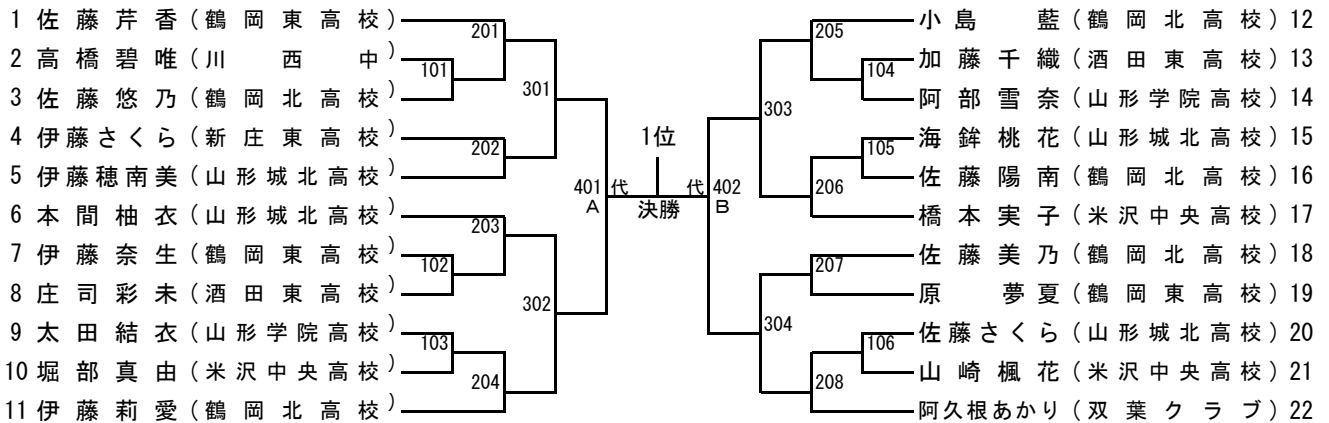 1 佐藤芹香(鶴岡東高校)
201
2 高橋碧唯(川西中)
101
3 佐藤悠乃(鶴岡北高校)
301
4 伊藤さくら(新庄東高校)
202
5 伊藤穂南美(山形城北高校)
401 代
A
6 本間柚衣(山形城北高校)
203
7 伊藤奈生(鶴岡東高校)
102
8 庄司彩未(酒田東高校)
302
9 太田結衣(山形学院高校)
103
10 堀部真由(米沢中央高校)
204
11 伊藤莉愛(鶴岡北高校)
1位
決勝
小島藍(鶴岡北高校) 12
205
加藤千織(酒田東高校) 13
104
阿部雪奈(山形学院高校) 14
303
海鉾桃花(山形城北高校) 15
105
佐藤陽南(鶴岡北高校) 16
代 402
B
206
橋本実子(米沢中央高校) 17
佐藤美乃(鶴岡北高校) 18
207
原夢夏(鶴岡東高校) 19
304
佐藤さくら(山形城北高校) 20
106
山崎楓花(米沢中央高校) 21
208
阿久根あかり(双葉クラブ) 22